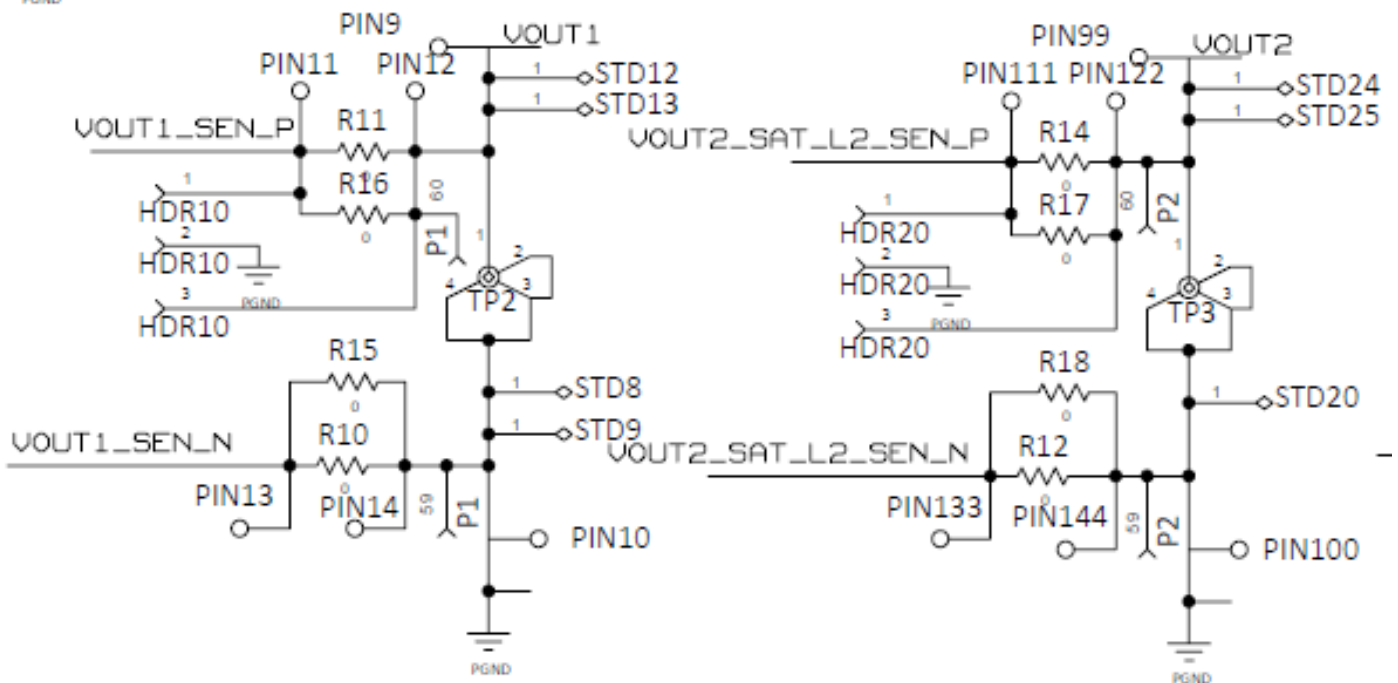 PGND
PIN9
VOUT1
PIN11 PIN12
1 STD12
1 STD13
VOUT1_SEN_P
R11
0
R16
0
60
P1
1
HDR10
2
HDR10
PGND
3
HDR10
1
2
4 3
TP2
R15
0
1 STD8
VOUT1_SEN_N
R10
0
1 STD9
PIN13
PIN14
59
P1
PIN10
PGND
PIN99
VOUT2
PIN111 PIN122
1 STD24
1 STD25
VOUT2_SAT_L2_SEN_P
R14
0
R17
0
60
P2
1
HDR20
2
HDR20
PGND
3
HDR20
1
2
4 3
TP3
R18
0
1 STD20
VOUT2_SAT_L2_SEN_N
R12
0
PIN133
PIN144
59
P2
PIN100
PGND